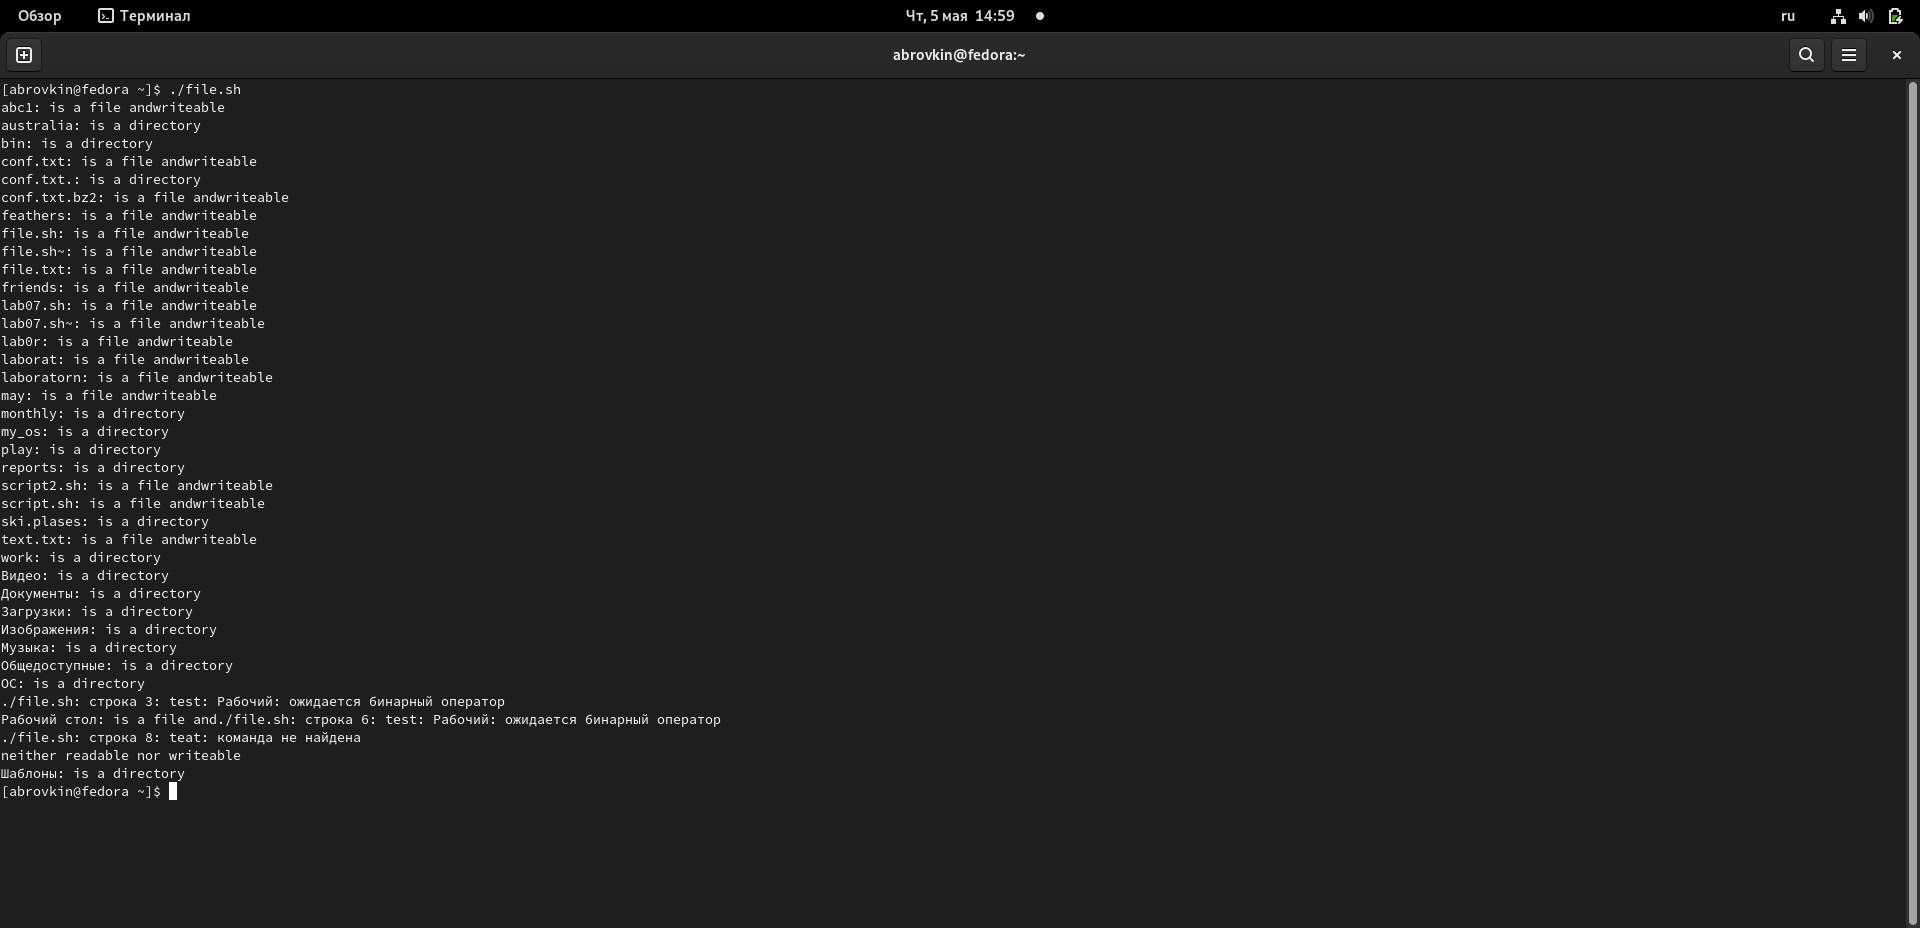 Обзор Терминал Чт, 5 мая 14:59 ru
abrovkin@fedora:~
[abrovkin@fedora ~]$ ./file.sh
abc1: is a file andwriteable
australia: is a directory
bin: is a directory
conf.txt: is a file andwriteable
conf.txt.: is a directory
conf.txt.bz2: is a file andwriteable
feathers: is a file andwriteable
file.sh: is a file andwriteable
file.sh~: is a file andwriteable
file.txt: is a file andwriteable
friends: is a file andwriteable
lab07.sh: is a file andwriteable
lab07.sh~: is a file andwriteable
lab0r: is a file andwriteable
laborat: is a file andwriteable
laboratorn: is a file andwriteable
may: is a file andwriteable
monthly: is a directory
my_os: is a directory
play: is a directory
reports: is a directory
script2.sh: is a file andwriteable
script.sh: is a file andwriteable
ski.plases: is a directory
text.txt: is a file andwriteable
work: is a directory
Видео: is a directory
Документы: is a directory
Загрузки: is a directory
Изображения: is a directory
Музыка: is a directory
Общедоступные: is a directory
ОС: is a directory
./file.sh: строка 3: test: Рабочий: ожидается бинарный оператор
Рабочий стол: is a file and./file.sh: строка 6: test: Рабочий: ожидается бинарный оператор
./file.sh: строка 8: teat: команда не найдена
neither readable nor writeable
Шаблоны: is a directory
[abrovkin@fedora ~]$